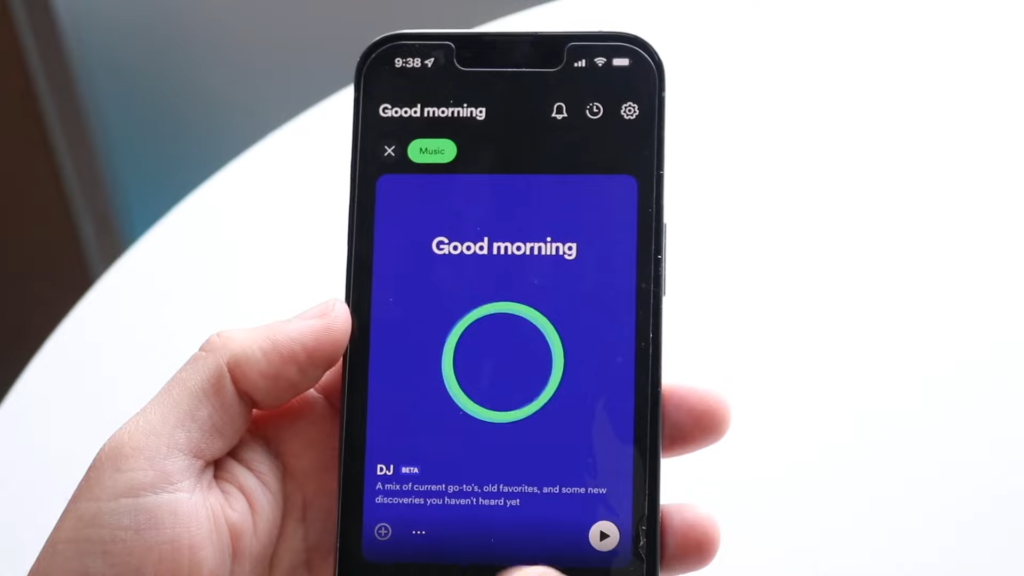 9:38
Good morning
Music
Good morning
DJ BETA
A mix of current go-to's, old favorites, and some new
discoveries you haven't heard yet